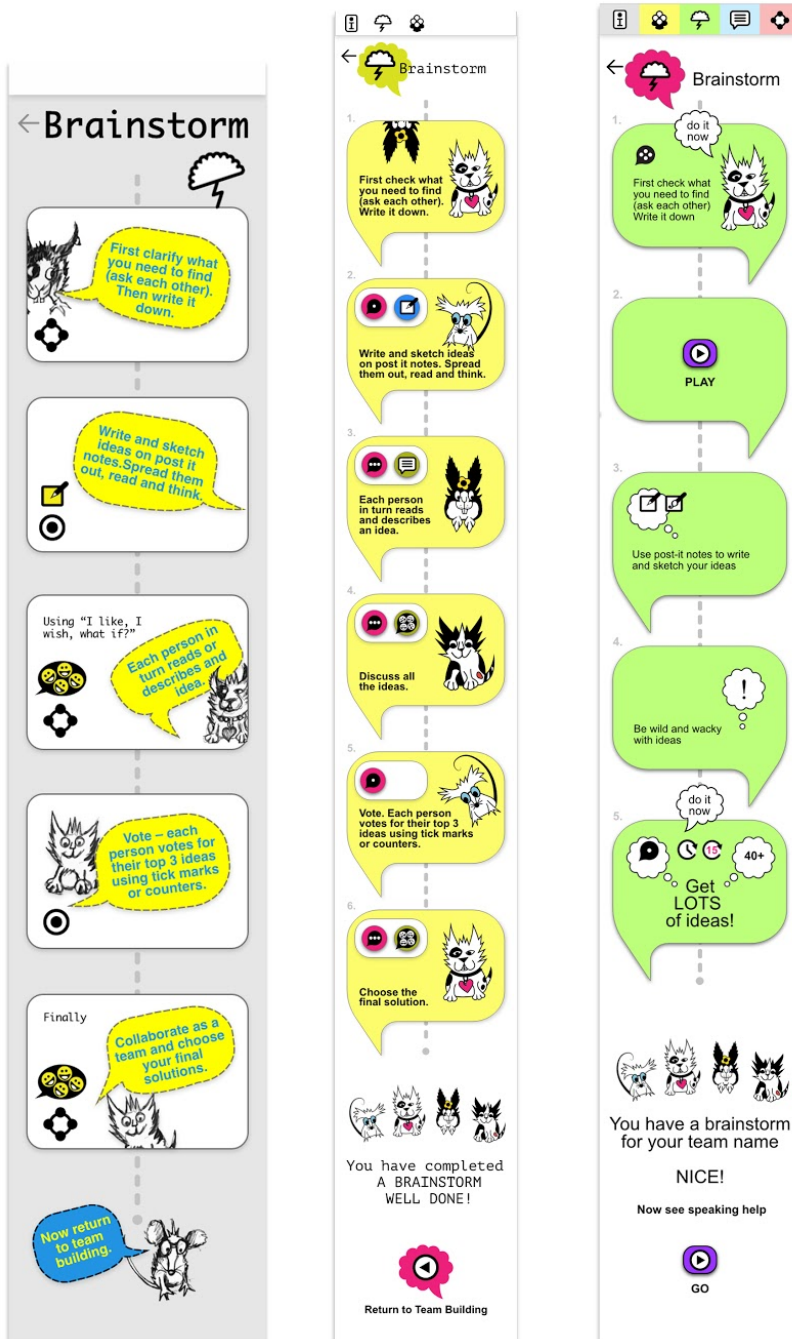 Brainstorm
First clarify what
you need to find
(ask each other).
Then write it
down.
Write and sketch
ideas on post it
notes.Spread them
out, read and think.
Using “I like, I
wish, what if?”
Each person in
turn reads or
describes and
idea.
Vote – each
person votes for
their top 3 ideas
using tick marks
or counters.
Finally
Collaborate as a
team and choose
your final
solutions.
Now return
to team
building.
Brainstorm
1.
First check what
you need to find
(ask each other).
Write it down.
2.
Write and sketch ideas
on post it notes. Spread
them out, read and think.
3.
Each person
in turn reads
and describes
an idea.
4.
Discuss all
the ideas.
5.
Vote. Each person
votes for their top 3
ideas using tick marks
or counters.
6.
Choose the
final solution.
You have completed
A BRAINSTORM
WELL DONE!
Return to Team Building
Brainstorm
1.
do it
now
First check what
you need to find
(ask each other)
Write it down
2.
PLAY
3.
Use post-it notes to write
and sketch your ideas
4.
!
Be wild and wacky
with ideas
5.
do it
now
15
40+
Get
LOTS
of ideas!
You have a brainstorm
for your team name
NICE!
Now see speaking help
GO